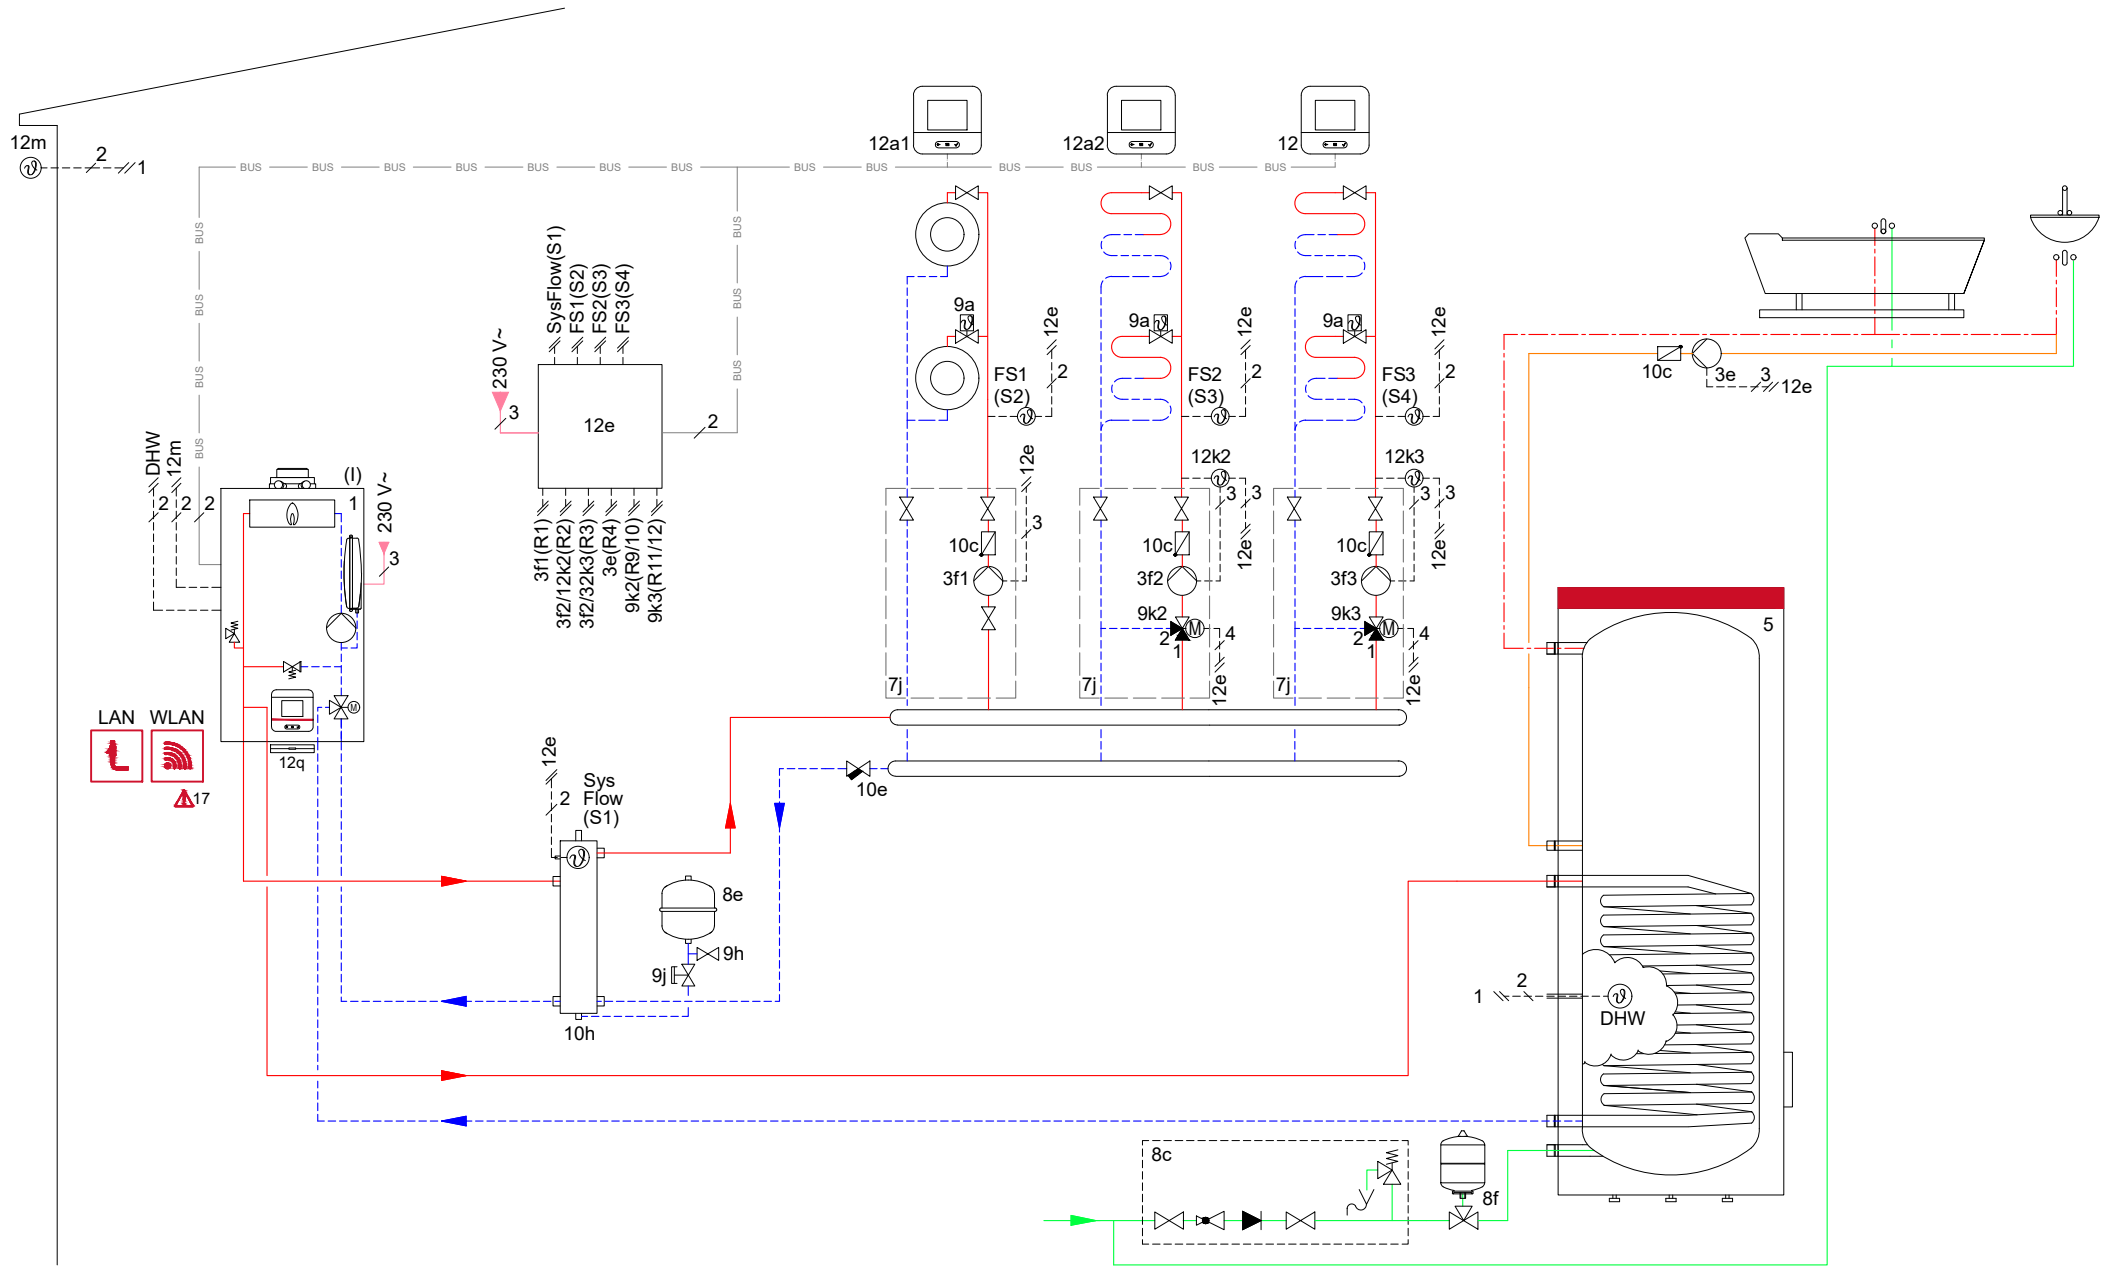 12m
2
1
BUS BUS BUS BUS BUS BUS BUS BUS BUS BUS BUS BUS BUS
12a1
12a2
12
BUS
BUS
BUS
BUS
BUS
BUS
BUS
SysFlow(S1)
FS1(S2)
FS2(S3)
FS3(S4)
230 V~
3
12e
2
3f1(R1)
3f2/12k2(R2)
3f2/32k3(R3)
3e(R4)
9k2(R9/10)
9k3(R11/12)
DHW
12m
2
2
2
(I)
1
230 V~
3
M
12q
LAN
WLAN
17
9a
12e
FS1
(S2)
2
12e
3
10c
3f1
7j
9a
12e
FS2
(S3)
2
12k2
3
3
12e
10c
3f2
9k2
M
4
2
1
12e
7j
9a
12e
FS3
(S4)
2
12k3
3
3
12e
10c
3f3
9k3
M
4
2
1
12e
7j
10c
3e
3
12e
5
12e
2
Sys
Flow
(S1)
10e
8e
9h
9j
10h
1
2
DHW
8c
8f